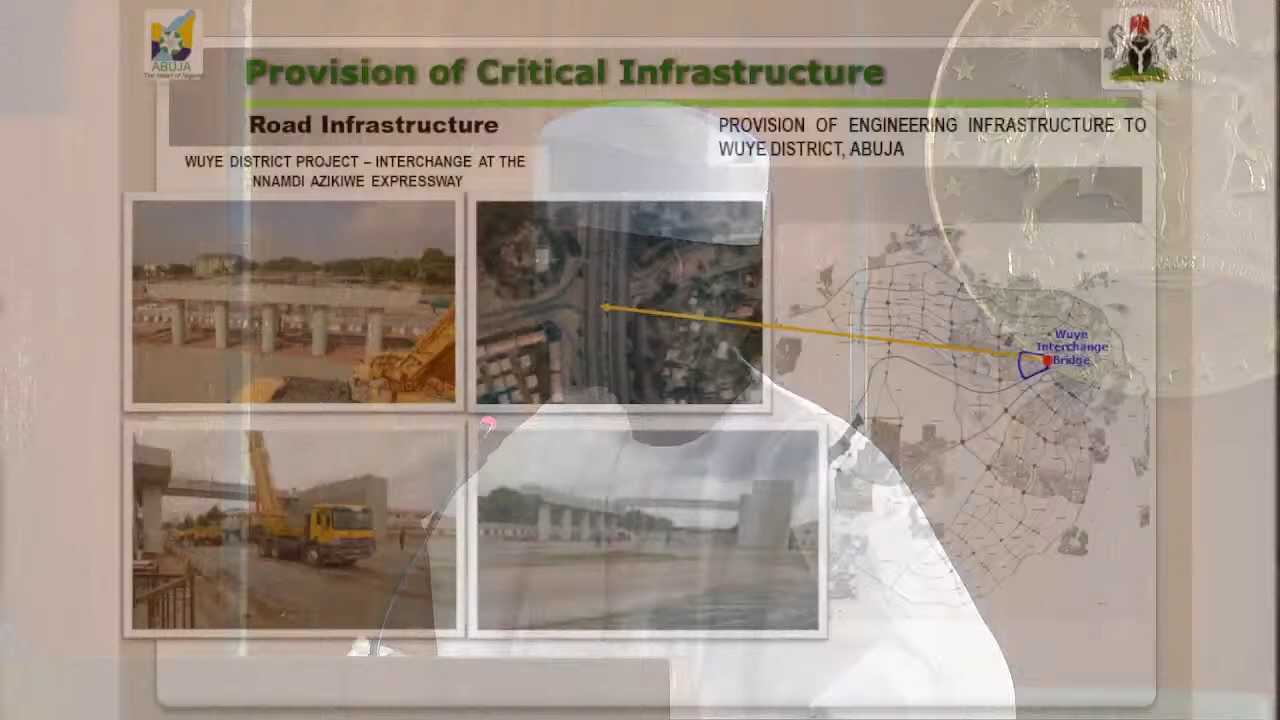 ABUJA
Provision of Critical Infrastructure
Road Infrastructure
WUYE DISTRICT PROJECT – INTERCHANGE AT THE
NNAMDI AZIKIWE EXPRESSWAY
PROVISION OF ENGINEERING INFRASTRUCTURE TO
WUYE DISTRICT, ABUJA
Wuye
Interchange
Bridge